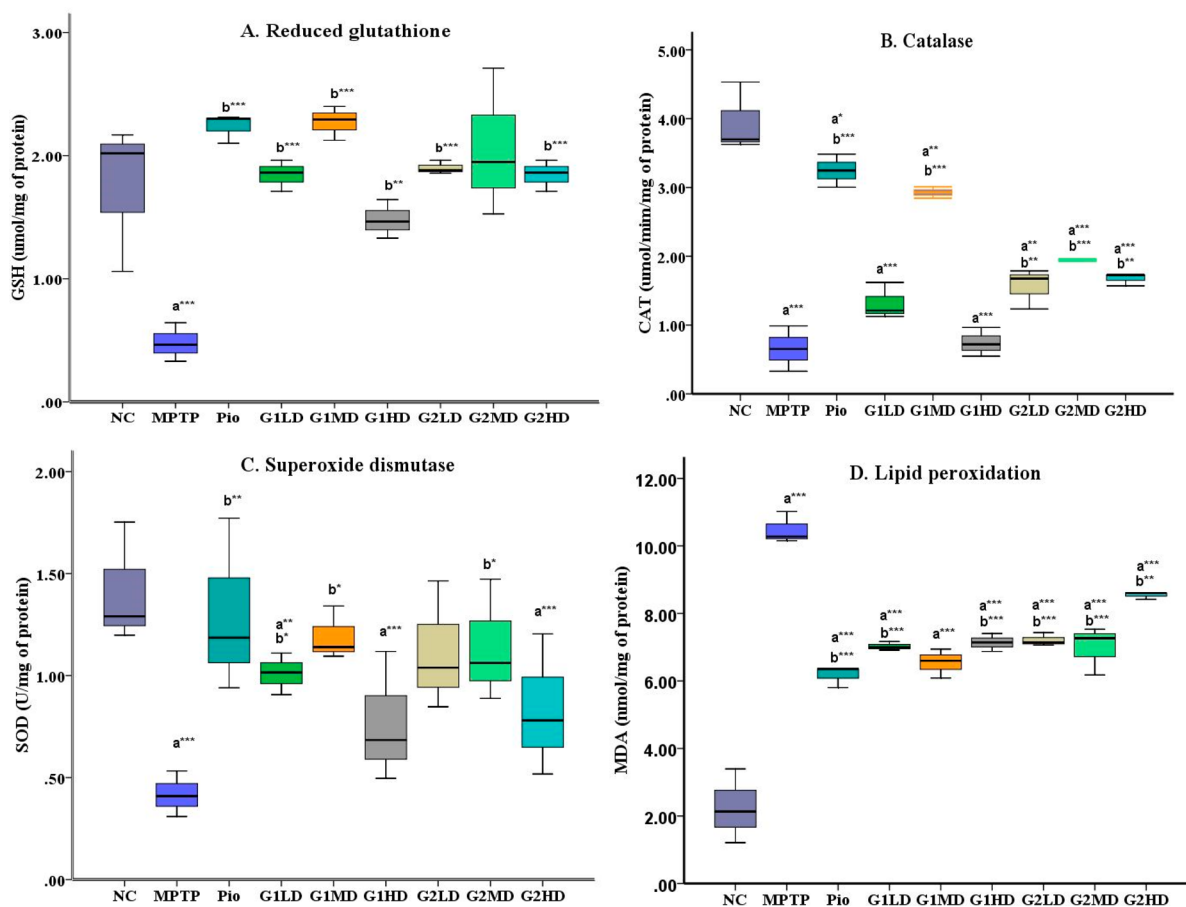 A. Reduced glutathione
GSH (umol/mg of protein)
3.00
2.00
1.00
.00
a***
b***
b***
b***
b**
b***
b***
NC MPTP Pio G1LD G1MD G1HD G2LD G2MD G2HD
B. Catalase
CAT (umol/mim/mg of protein)
5.00
4.00
3.00
2.00
1.00
.00
a***
a*
b***
a***
a**
b***
a***
a**
b**
a***
b***
a***
b**
NC MPTP Pio G1LD G1MD G1HD G2LD G2MD G2HD
C. Superoxide dismutase
SOD (U/mg of protein)
2.00
1.50
1.00
.50
.00
a***
b**
a**
b*
b*
a***
b*
a***
NC MPTP Pio G1LD G1MD G1HD G2LD G2MD G2HD
D. Lipid peroxidation
MDA (nmol/mg of protein)
12.00
10.00
8.00
6.00
4.00
2.00
.00
a***
a***
b***
a***
b***
a***
a***
b***
a***
b***
a***
b***
a***
b**
NC MPTP Pio G1LD G1MD G1HD G2LD G2MD G2HD